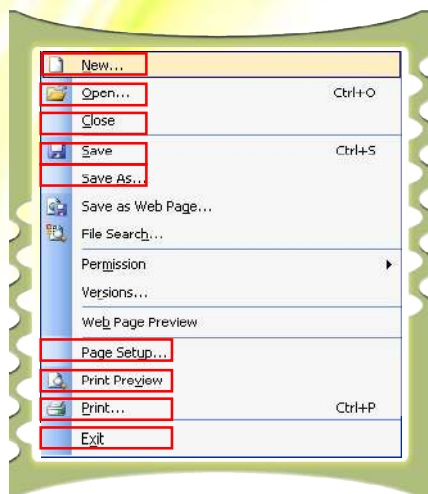 New...
Open... Ctrl+O
Close
Save Ctrl+S
Save As...
Save as Web Page...
File Search...
Permission
Versions...
Web Page Preview
Page Setup...
Print Preview
Print... Ctrl+P
Exit